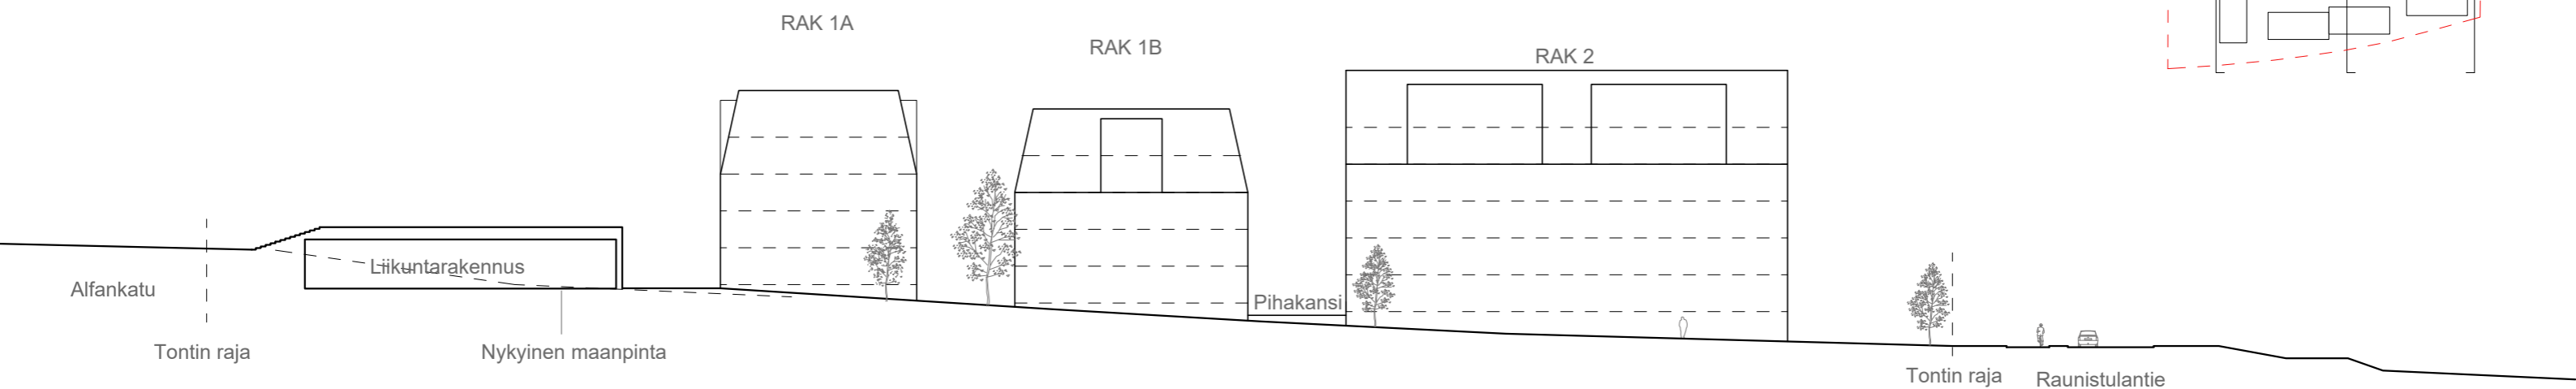 RAK 1A
RAK 1B
RAK 2
Liikuntarakennus
Alfankatu
Pihakansi
Tontin raja
Nykyinen maanpinta
Tontin raja
Raunistulantie